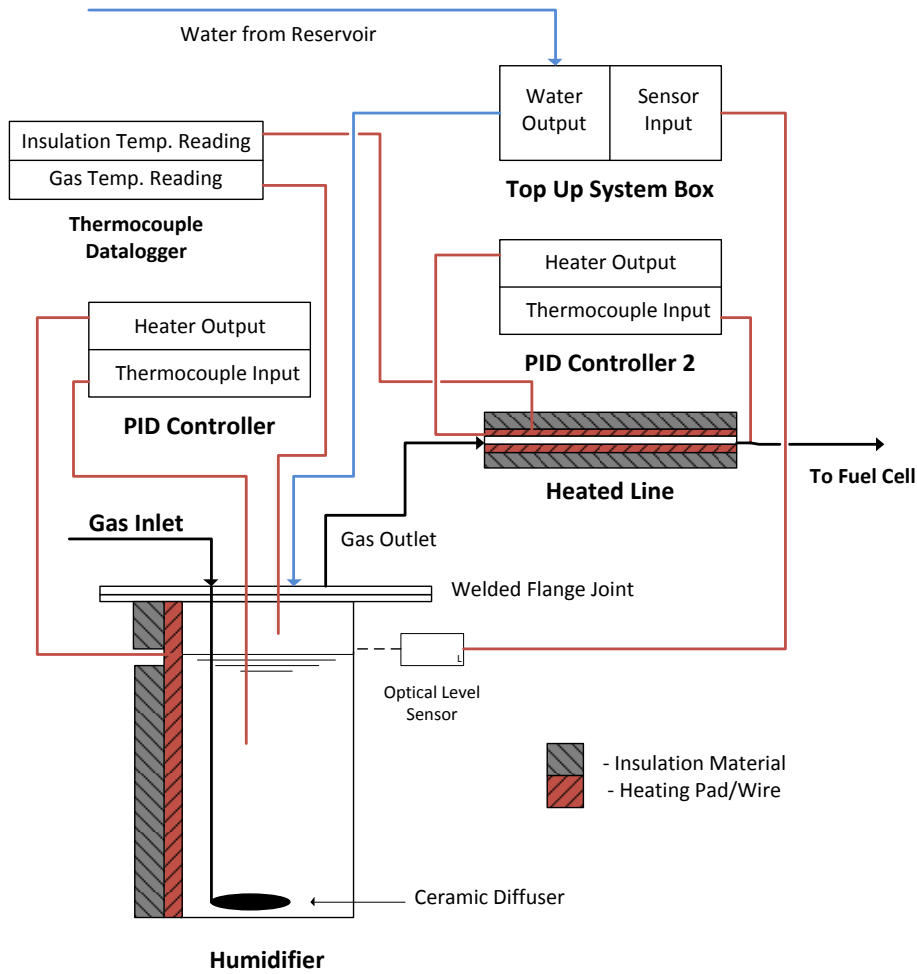 Water from Reservoir
Water
Output
Sensor
Input
Top Up System Box
Insulation Temp. Reading
Gas Temp. Reading
Thermocouple
Datalogger
Heater Output
Thermocouple Input
PID Controller 2
Heater Output
Thermocouple Input
PID Controller
Heated Line
To Fuel Cell
Gas Inlet
Gas Outlet
Welded Flange Joint
L
Optical Level
Sensor
- Insulation Material
- Heating Pad/Wire
Ceramic Diffuser
Humidifier